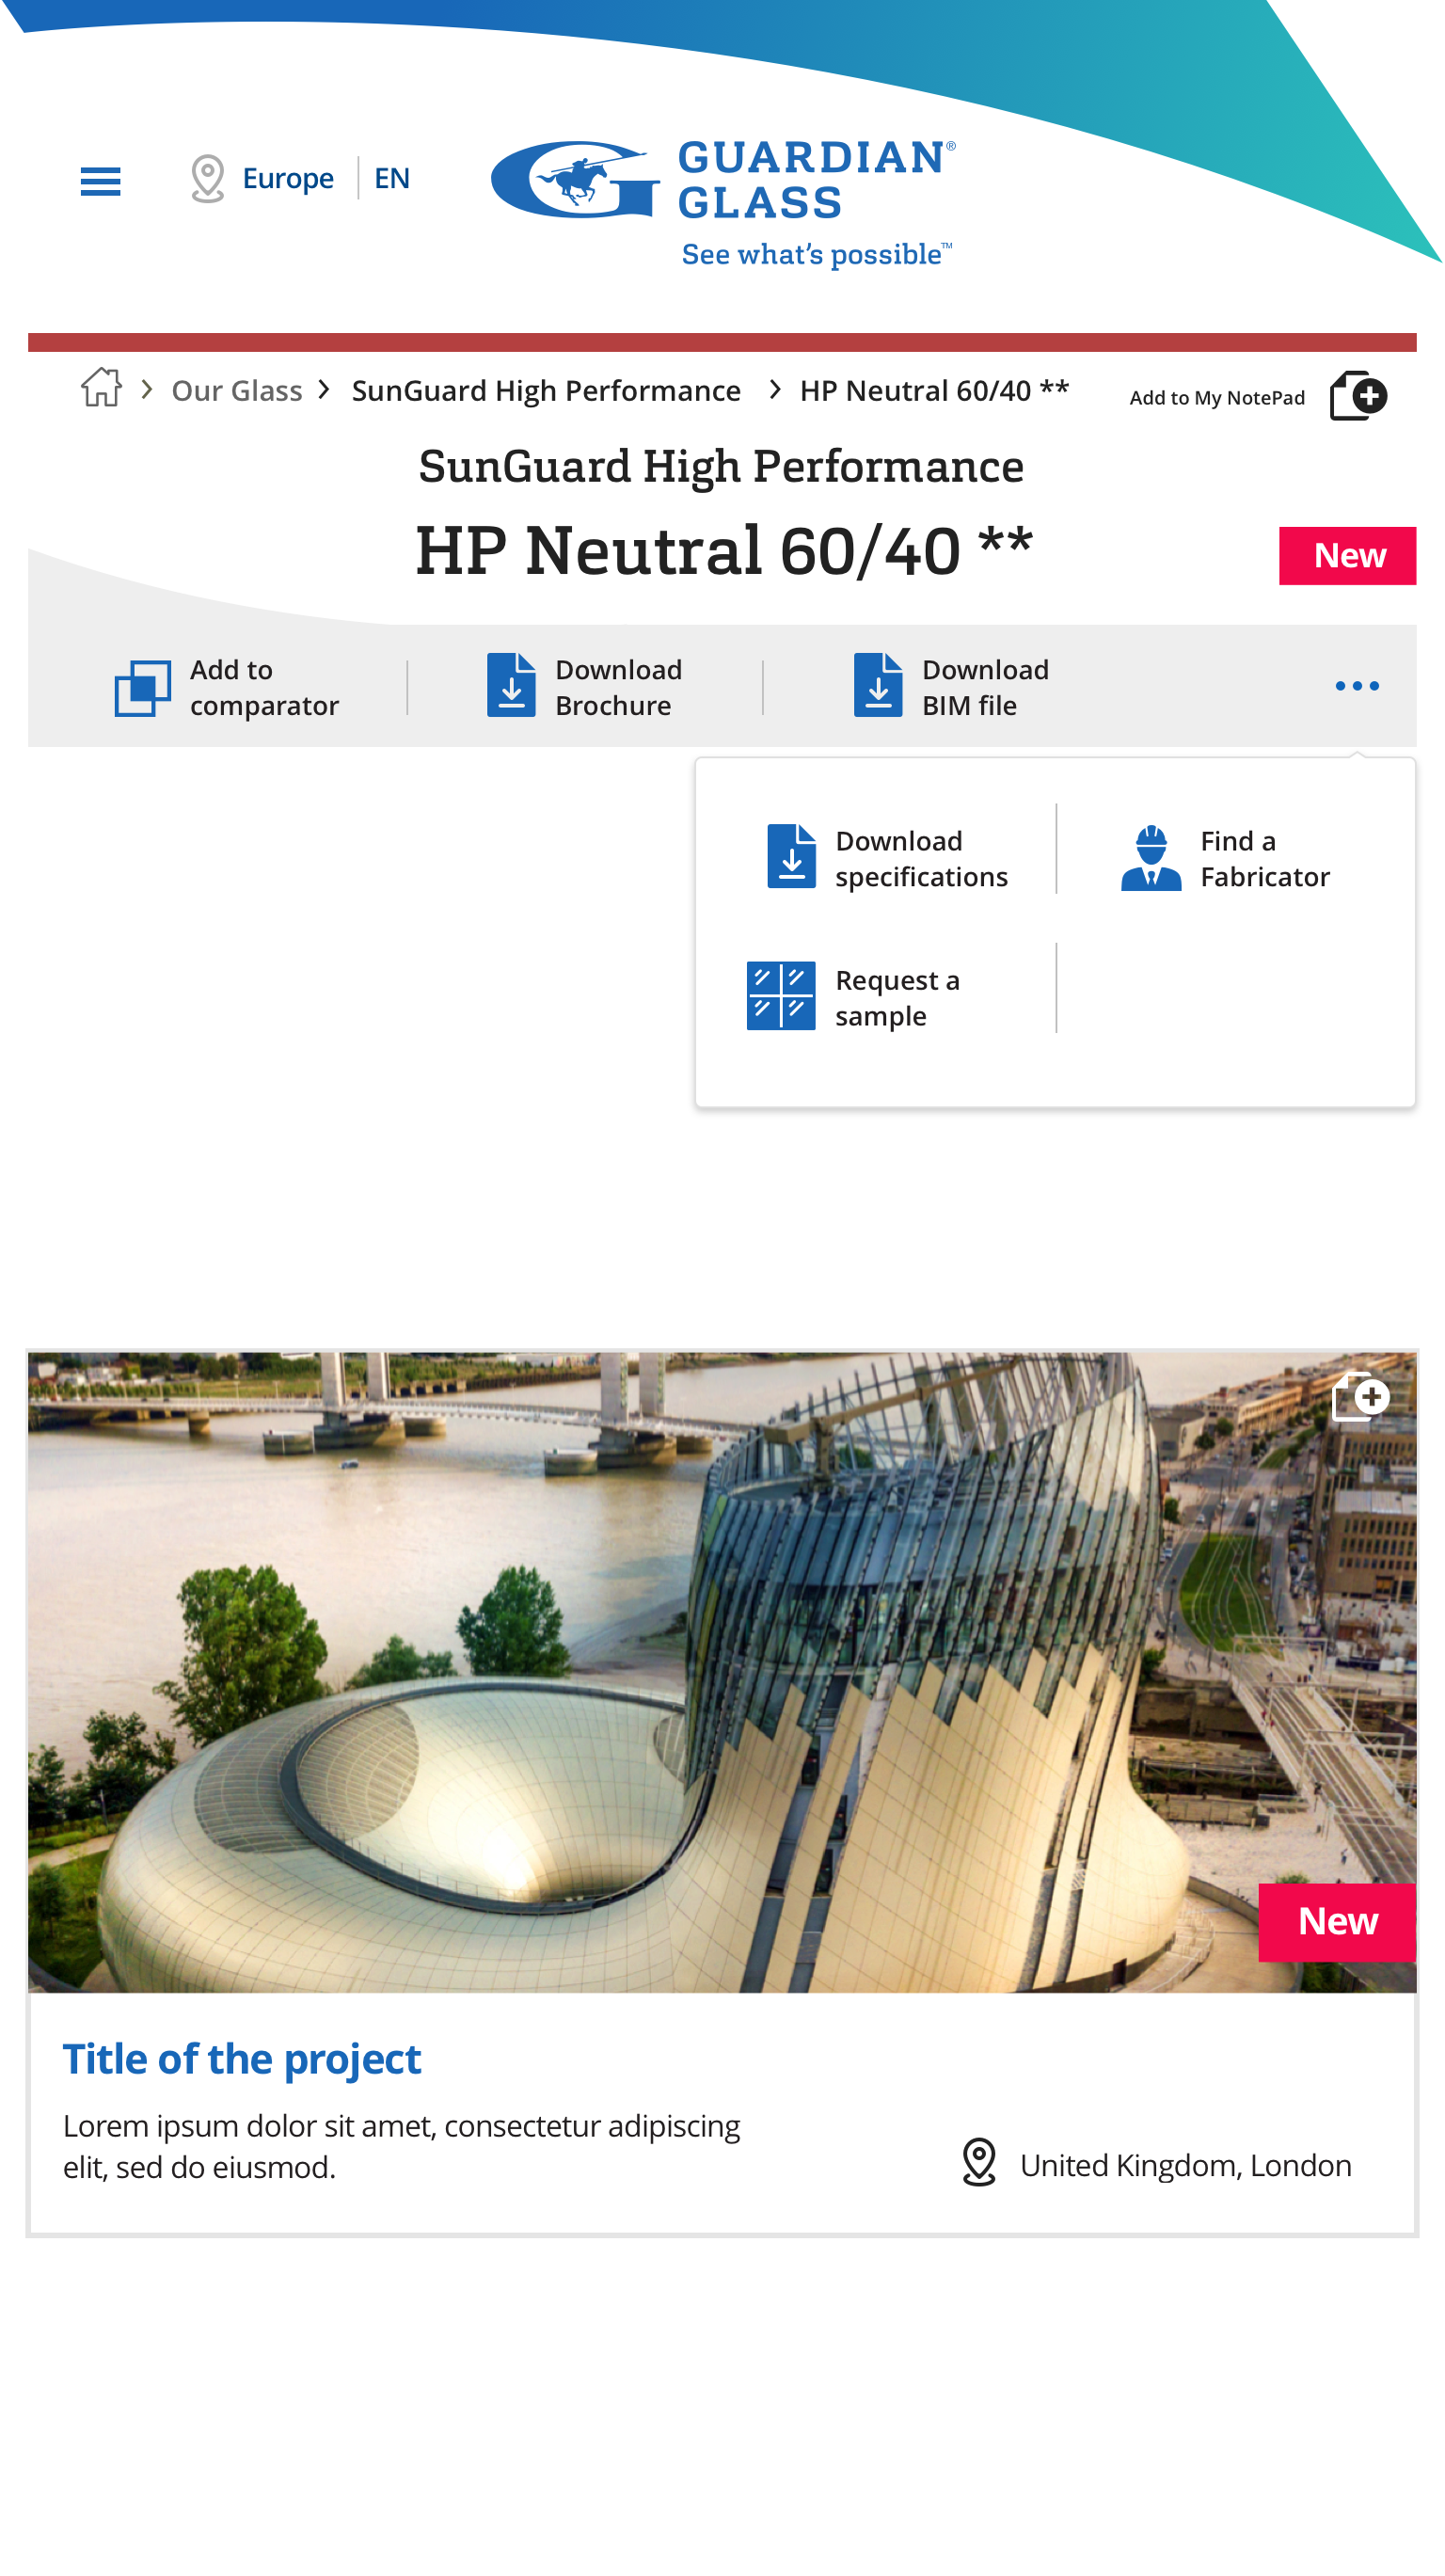 Europe
EN
GUARDIAN®
GLASS
See what's possible™
Our Glass
SunGuard High Performance
HP Neutral 60/40 **
Add to My NotePad
SunGuard High Performance
HP Neutral 60/40 **
New
Add to
comparator
Download
Brochure
Download
BIM file
Download
specifications
Find a
Fabricator
Request a
sample
New
Title of the project
Lorem ipsum dolor sit amet, consectetur adipiscing
elit, sed do eiusmod.
United Kingdom, London